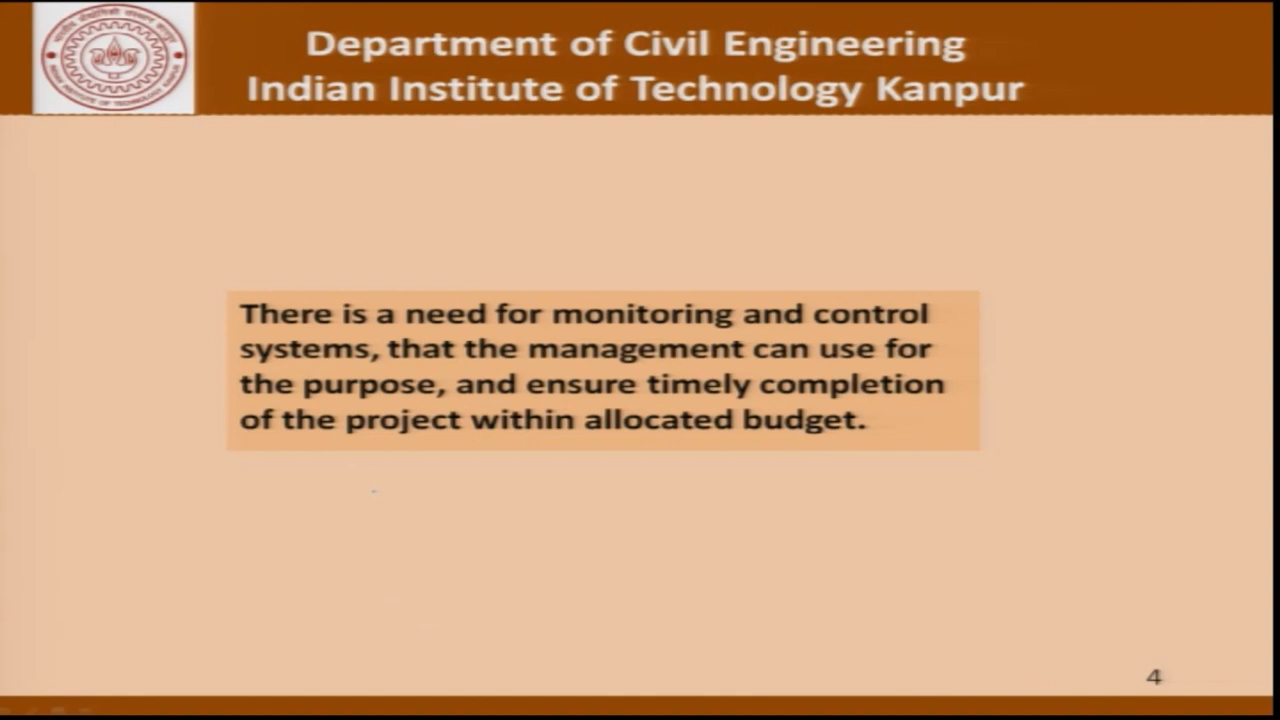 Department of Civil Engineering
Indian Institute of Technology Kanpur
There is a need for monitoring and control
systems, that the management can use for
the purpose, and ensure timely completion
of the project within allocated budget.
4